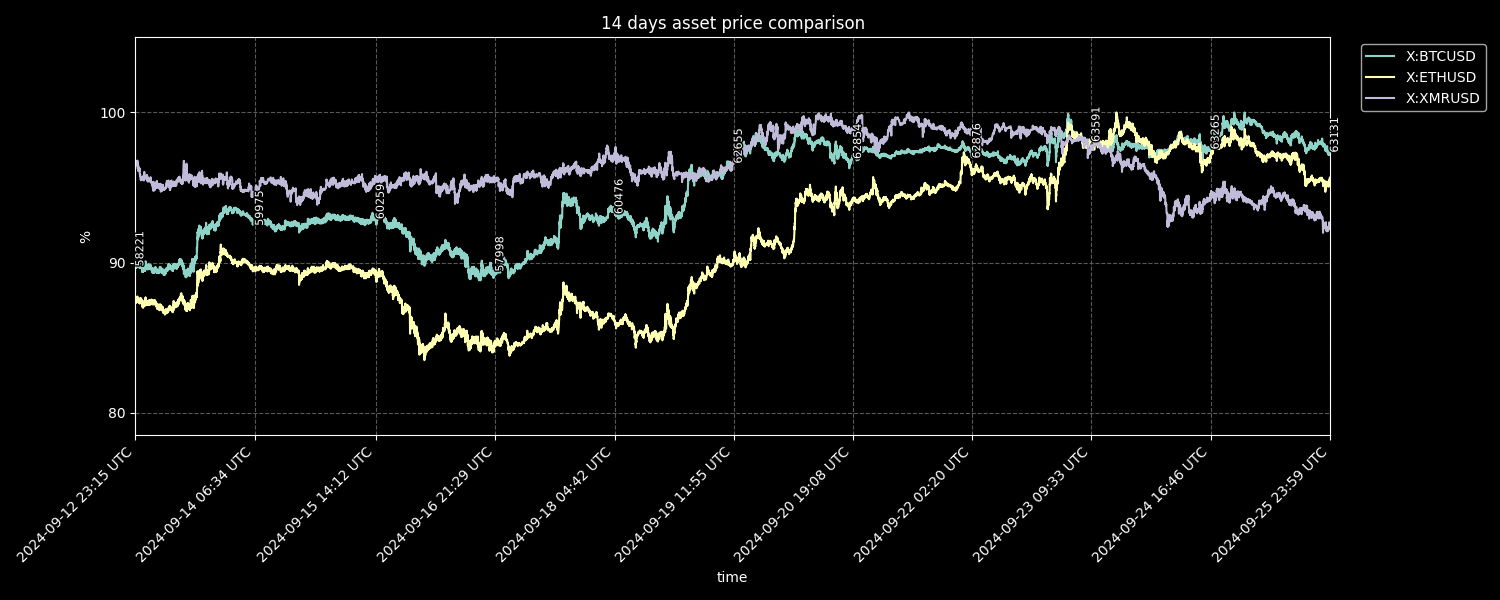 14 days asset price comparison
X:BTCUSD
X:ETHUSD
X:XMRUSD
100
90
80
%
58221
59975
60259
57998
60476
62655
62854
62876
63591
63265
63131
2024-09-12 23:15 UTC
2024-09-14 06:34 UTC
2024-09-15 14:12 UTC
2024-09-16 21:29 UTC
2024-09-18 04:42 UTC
2024-09-19 11:55 UTC
2024-09-20 19:08 UTC
2024-09-22 02:20 UTC
2024-09-23 09:33 UTC
2024-09-24 16:46 UTC
2024-09-25 23:59 UTC
time